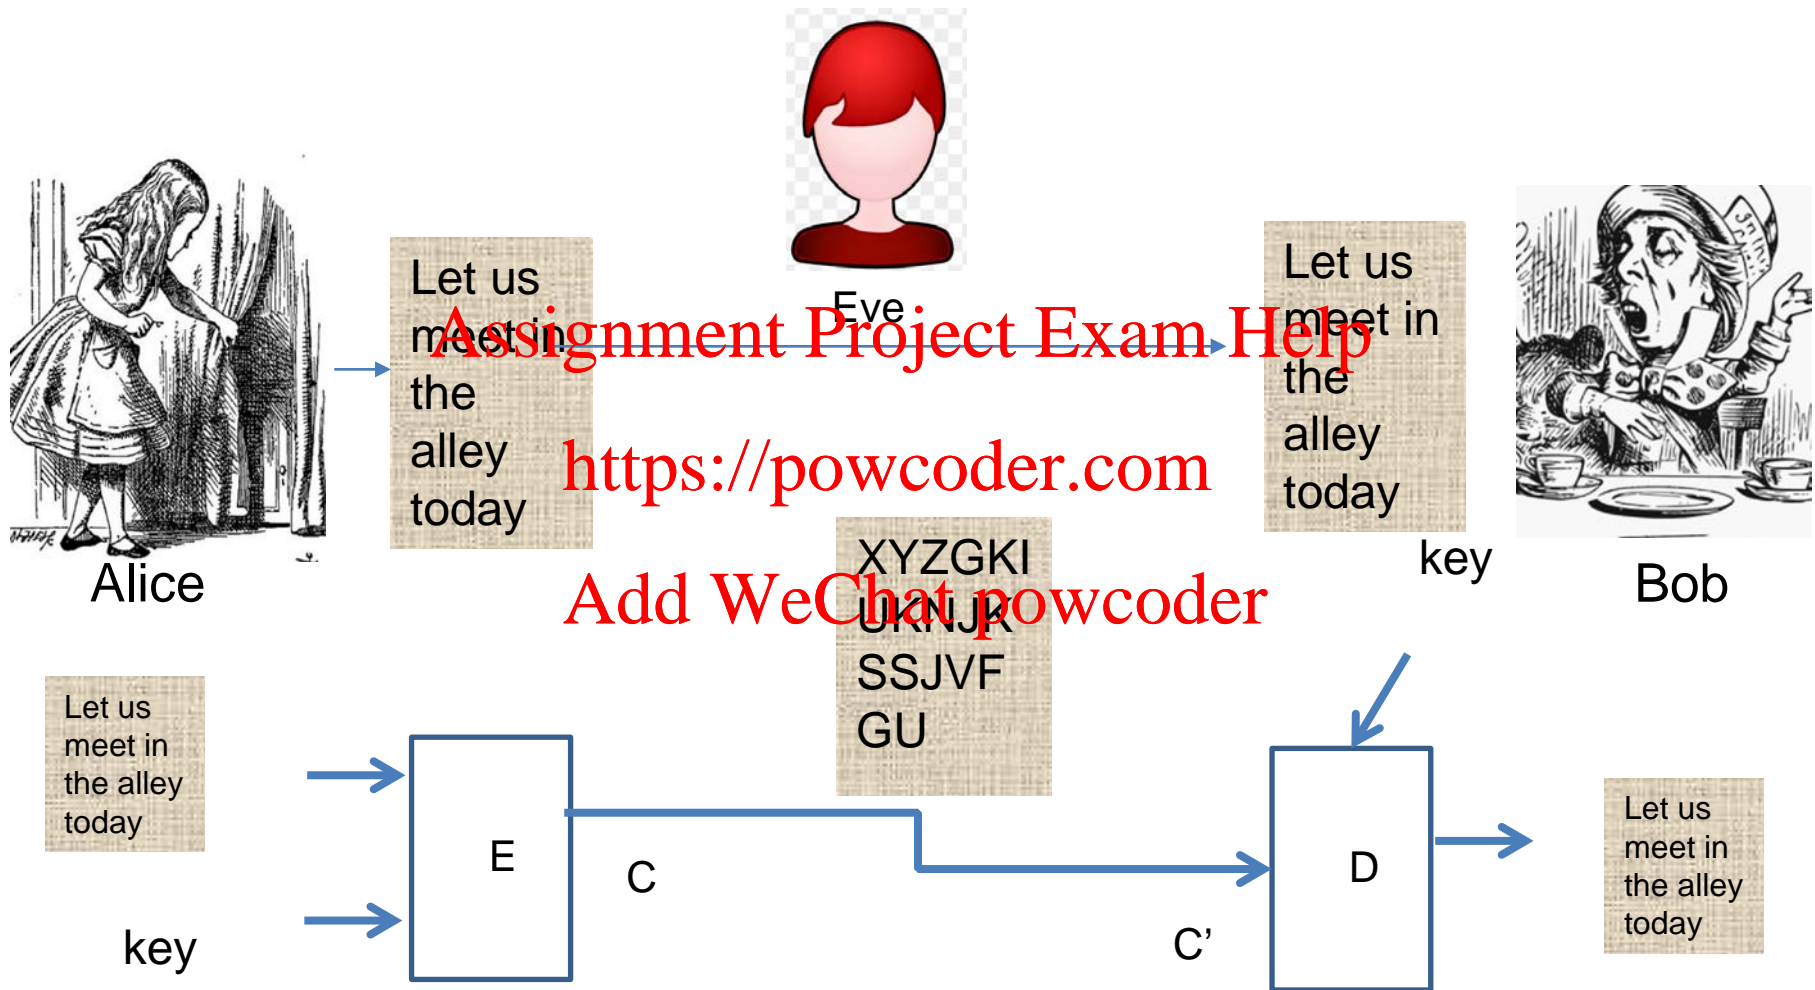 Eve
Let us
meet in
the
alley
today
Let us
meet in
the
alley
today
Assignment Project Exam Help
https://powcoder.com
Add WeChat powcoder
XYZGKI
UKNJK
SSJVF
GU
Alice
key
Bob
Let us
meet in
the alley
today
key
E
C
C’
D
Let us
meet in
the alley
today